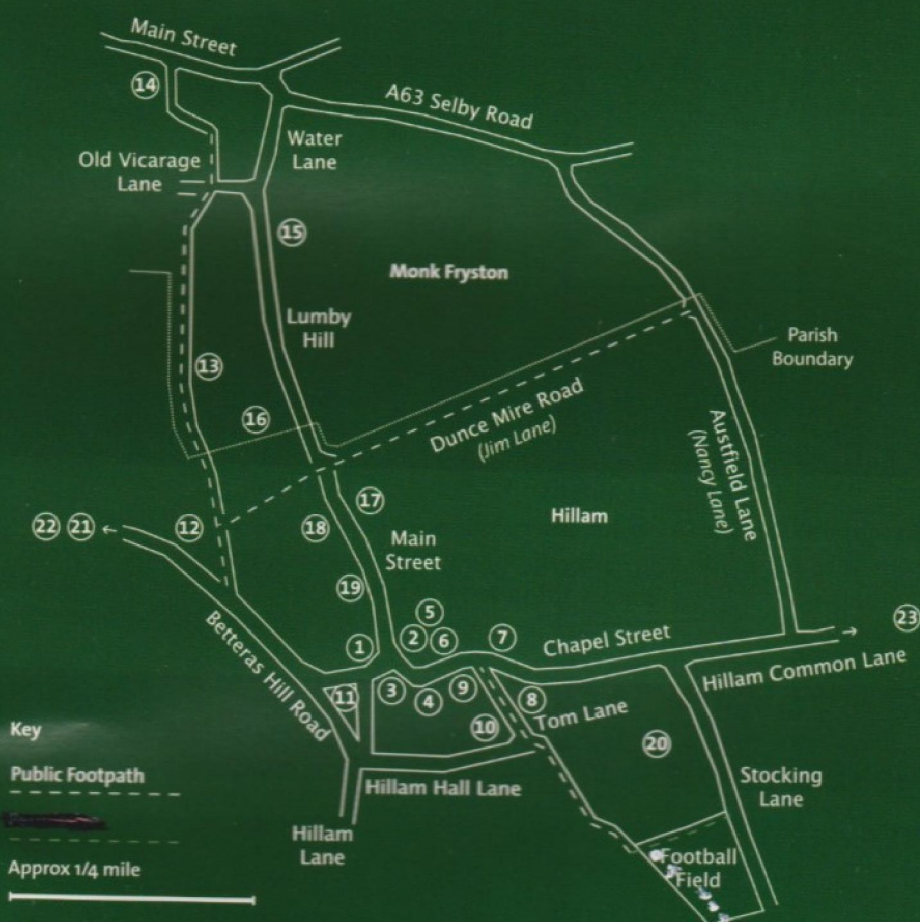 Main Street
14
A63 Selby Road
Water
Lane
Old Vicarage
Lane
15
Monk Fryston
Lumby
Hill
Parish
Boundary
13
16
Dunce Mire Road
(Jim Lane)
Austfield Lane
(Nancy Lane)
17
22 21 ←
12
18
Hillam
Main
Street
19
5
2 6
7
1
Chapel Street
→ 23
Hillam Common Lane
Betteras Hill Road
11
3
4
9
8
10
Tom Lane
20
Hillam Hall Lane
Stocking
Lane
Hillam
Lane
Football
Field
Key
Public Footpath
Approx 1/4 mile